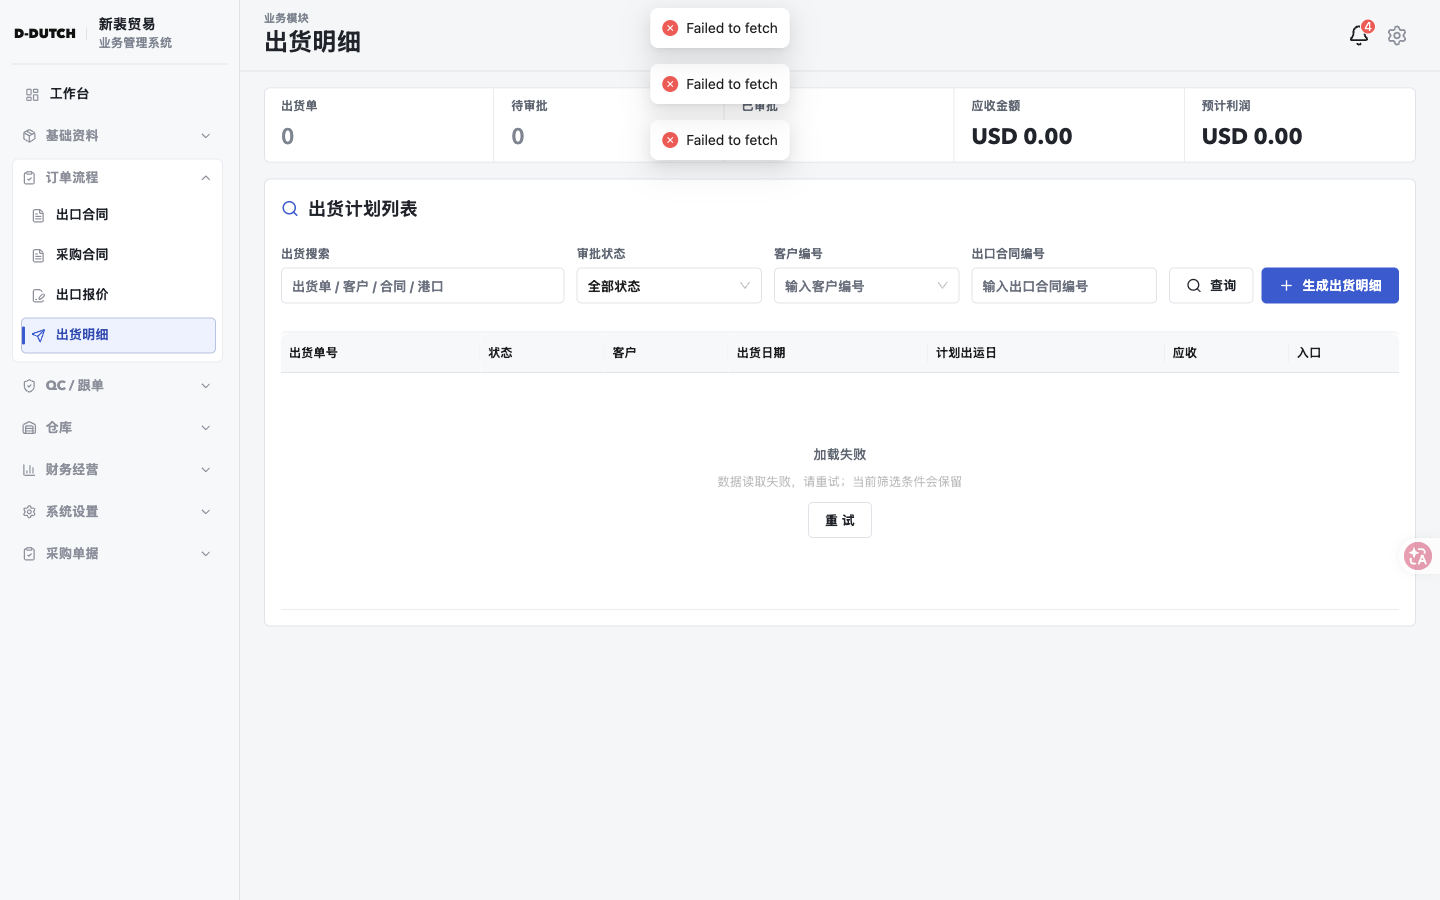 D-DUTCH
新裴贸易
业务管理系统
工作台
基础资料
订单流程
出口合同
采购合同
出口报价
出货明细
QC / 跟单
仓库
财务经营
系统设置
采购单据
业务模块
出货明细
Failed to fetch
Failed to fetch
Failed to fetch
4
出货单
0
待审批
0
已审批
应收金额
USD 0.00
预计利润
USD 0.00
出货计划列表
出货搜索
审批状态
客户编号
出口合同编号
出货单 / 客户 / 合同 / 港口
全部状态
输入客户编号
输入出口合同编号
查询
生成出货明细
出货单号 状态 客户 出货日期 计划出运日 应收 入口
加载失败
数据读取失败，请重试；当前筛选条件会保留
重 试